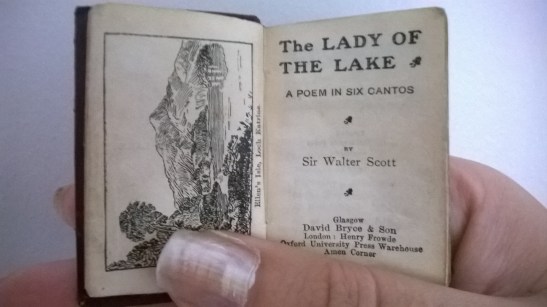 Ellen's Isle, Loch Katrine
The LADY OF
THE LAKE
A POEM IN SIX CANTOS
BY
Sir Walter Scott
Glasgow
David Bryce & Son
London: Henry Frowde
Oxford University Press Warehouse
Amen Corner